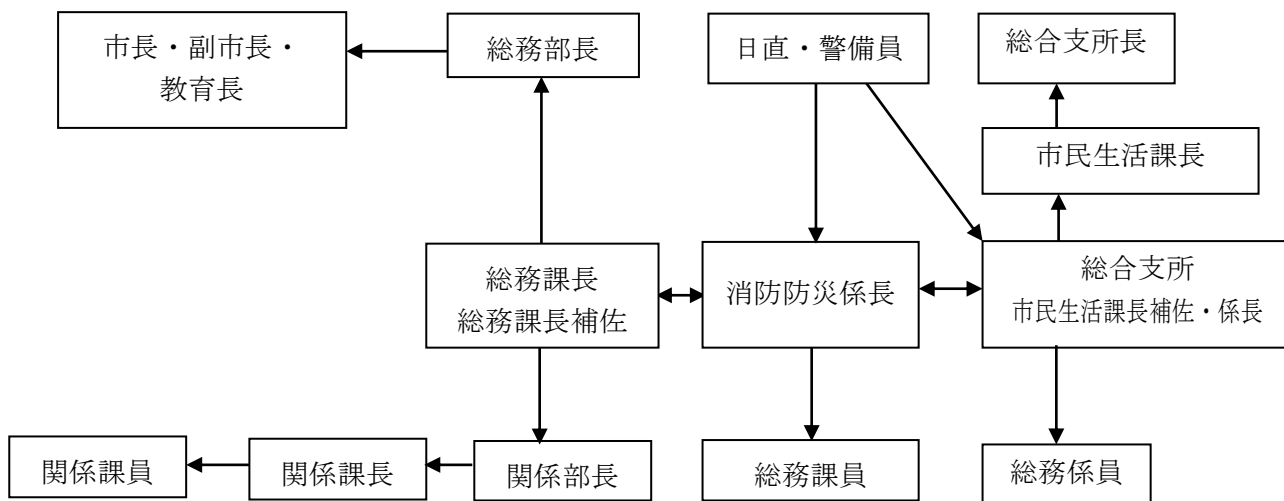 市長・副市長・
教育長
総務部長
日直・警備員
総合支所長
市民生活課長
総務課長
総務課長補佐
消防防災係長
総合支所
市民生活課長補佐・係長
関係課員
関係課長
関係部長
総務課員
総務係員